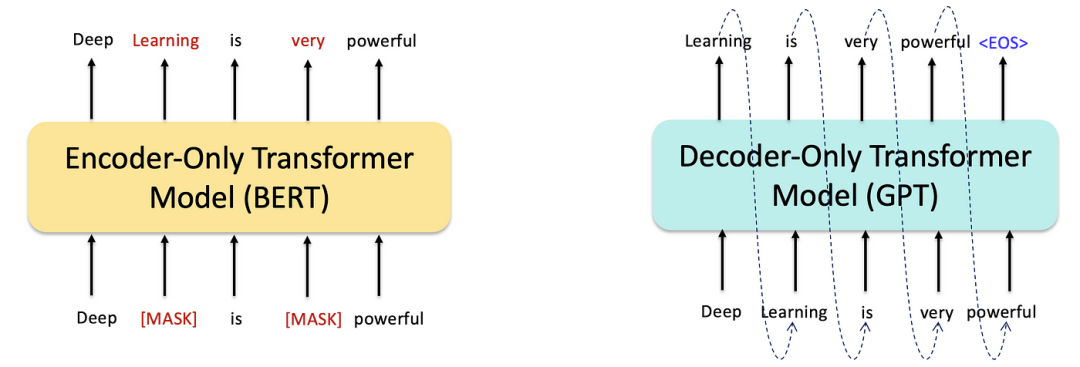 Deep Learning is very powerful
Encoder-Only Transformer
Model (BERT)
Deep [MASK] is [MASK] powerful
Learning is very powerful <EOS>
Decoder-Only Transformer
Model (GPT)
Deep Learning is very powerful